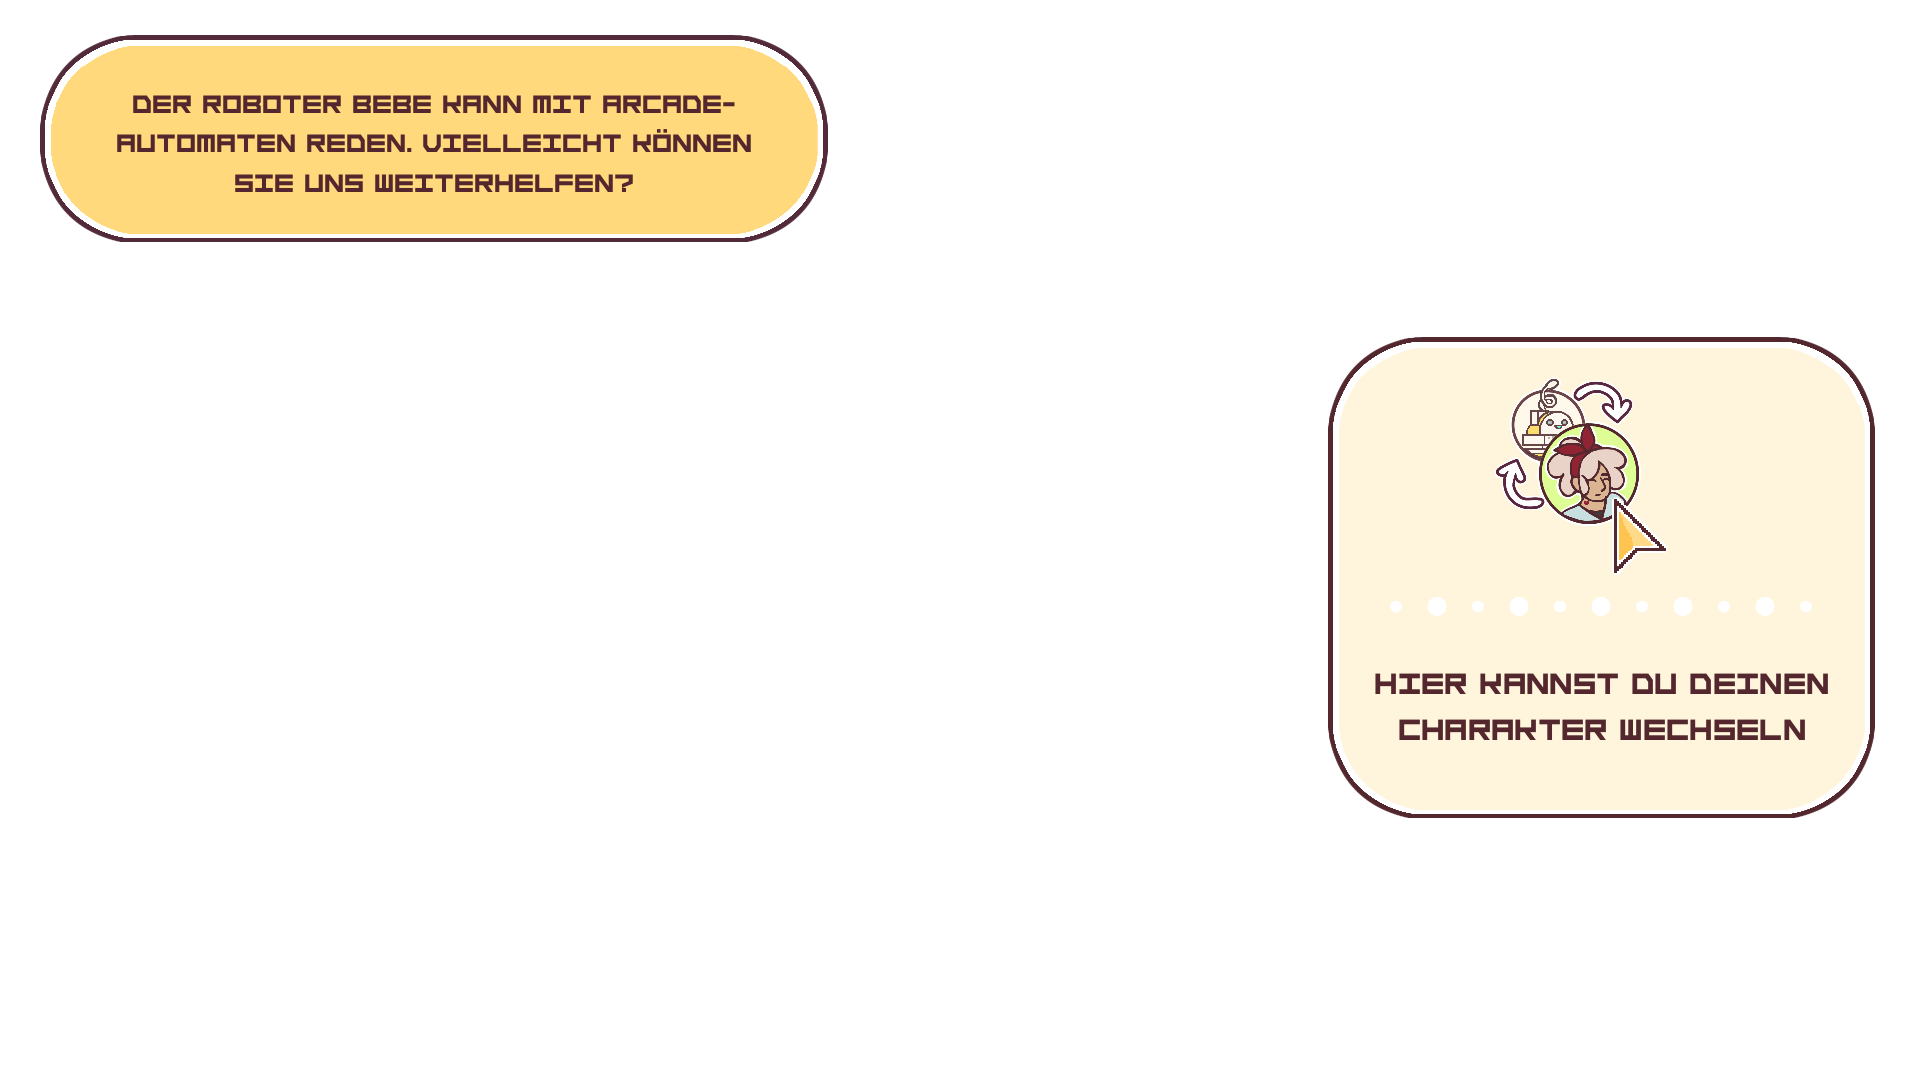 DER ROBOTER BEBE KANN MIT ARCADE-
AUTOMATEN REDEN. VIELLEICHT KÖNNEN
SIE UNS WEITERHELFEN?
HIER KANNST DU DEINEN
CHARAKTER WECHSELN